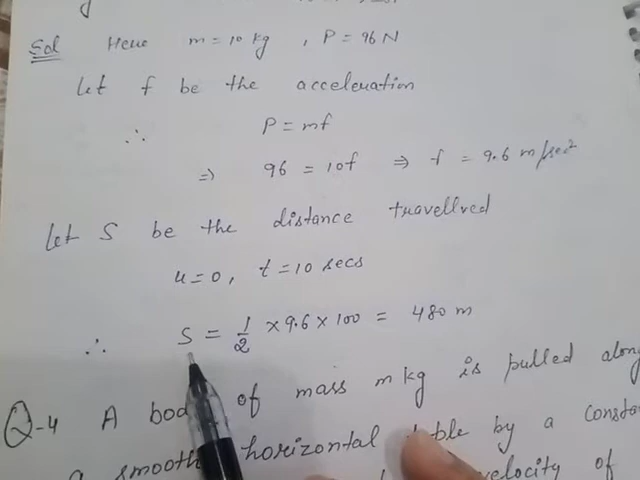 Sol Here m = 10 kg , P = 96 N
Let f be the acceleration
∴ P = mf
⇒ 96 = 10f ⇒ f = 9.6 m/sec²
Let S be the distance travellred
u = 0 , t = 10 secs
∴ S = 1/2 × 9.6 × 100 = 480 m
Q-4 A bod of mass m kg is pulled along
a smooth horizontal table by a consta
velocity of